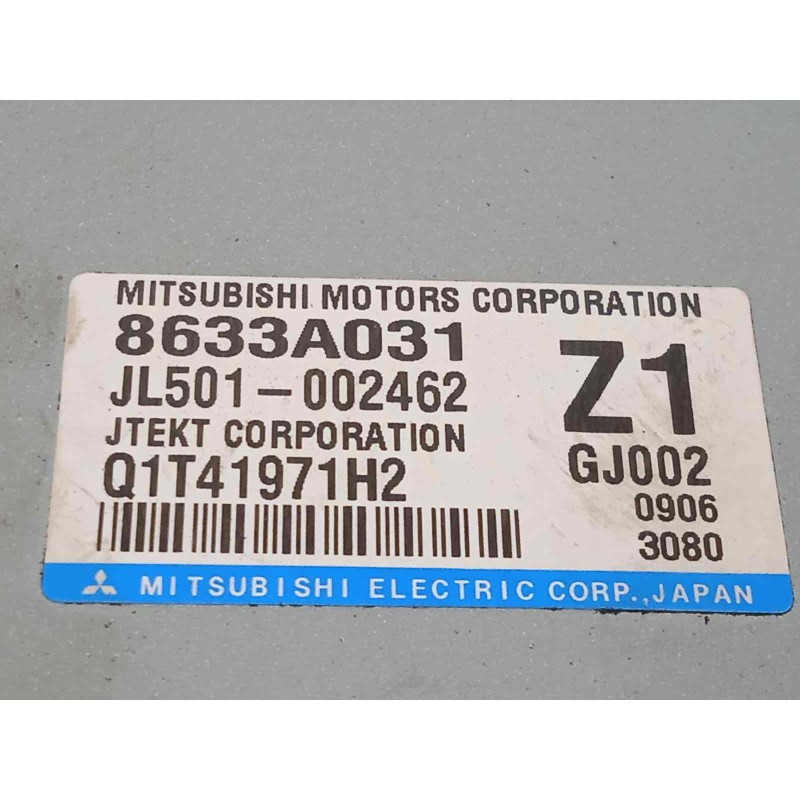 MITSUBISHI MOTORS CORPORATION
8633A031
JL501-002462
JTEKT CORPORATION
Q1T41971H2
Z1
GJ002
0906
3080
MITSUBISHI ELECTRIC CORP.,JAPAN